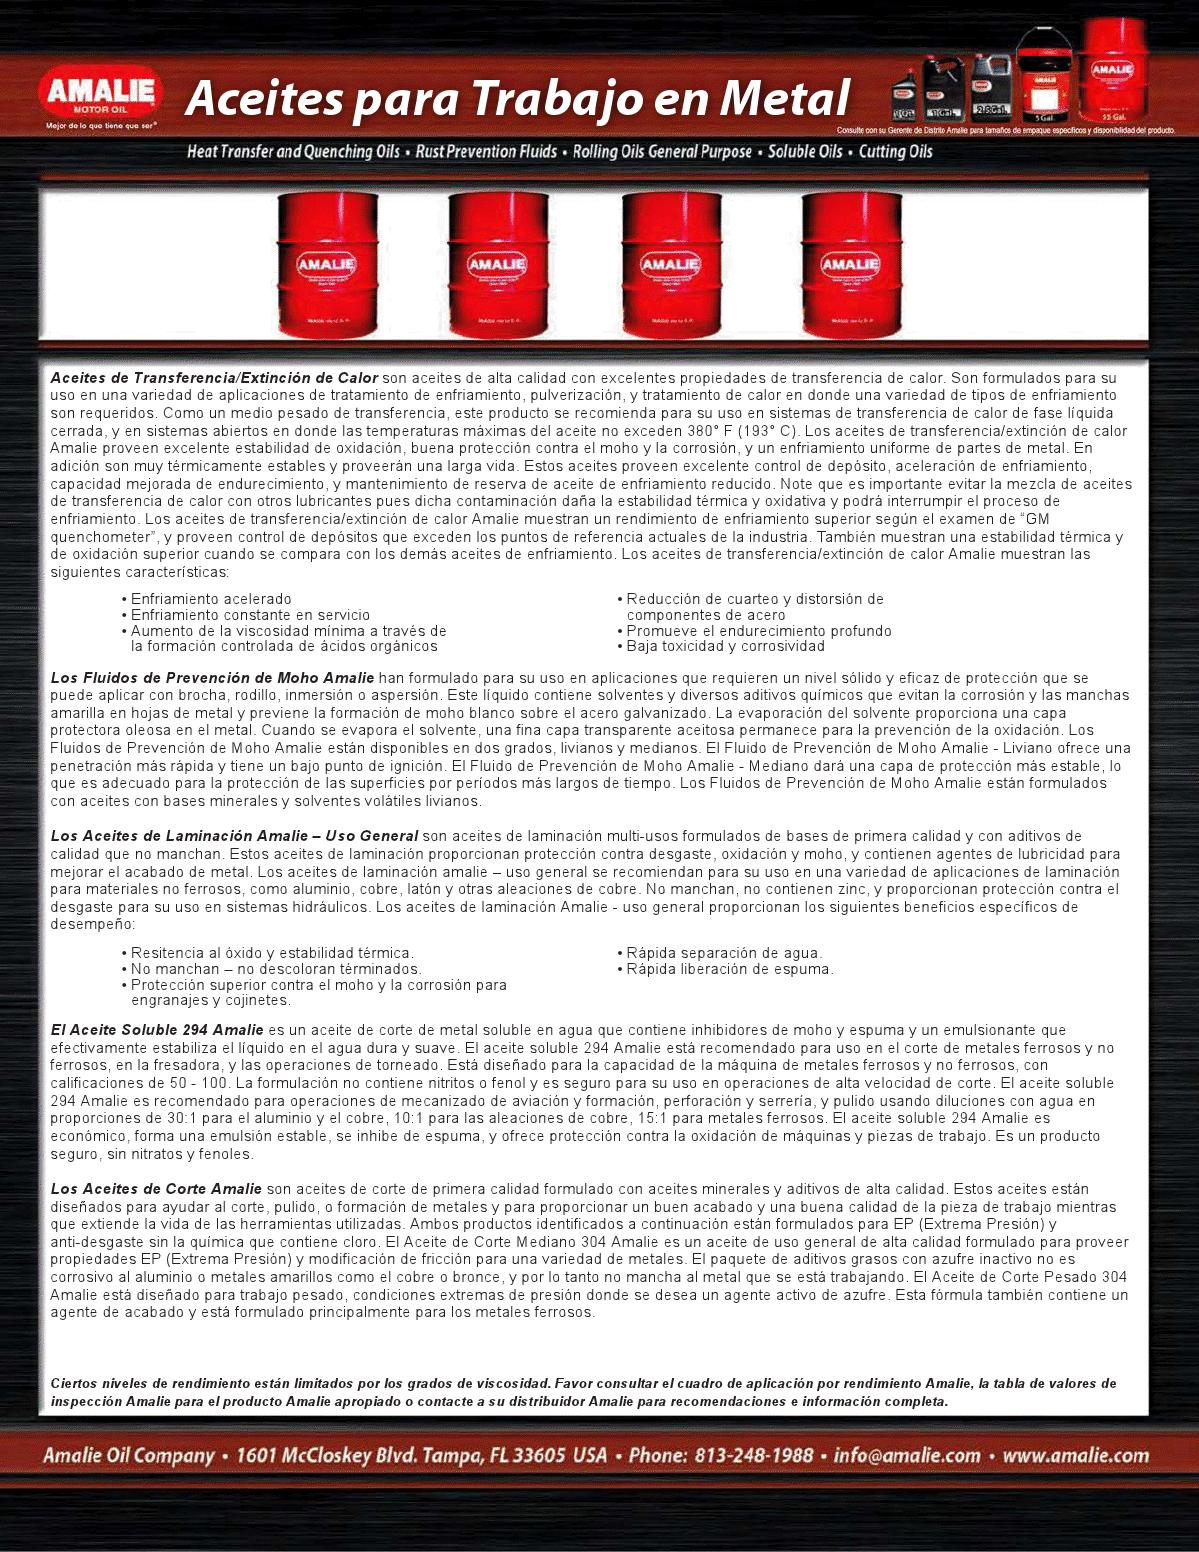 AMALIE
MOTOR OIL
Mejor de lo que tiene que ser®
Aceites para Trabajo en Metal
AMALIE
1 Gal.
2.5 Gal.
AMALIE
5 Gal.
AMALIE
55 Gal.
Consulte con su Gerente de Distrito Amalie para tamaños de empaque especificos y disponiblidad del producto.
Heat Transfer and Quenching Oils • Rust Prevention Fluids • Rolling Oils General Purpose • Soluble Oils • Cutting Oils
AMALIE
AMALIE
AMALIE
AMALIE
Aceites de Transferencia/Extinción de Calor son aceites de alta calidad con excelentes propiedades de transferencia de calor. Son formulados para su
uso en una variedad de aplicaciones de tratamiento de enfriamiento, pulverización, y tratamiento de calor en donde una variedad de tipos de enfriamiento
son requeridos. Como un medio pesado de transferencia, este producto se recomienda para su uso en sistemas de transferencia de calor de fase líquida
cerrada, y en sistemas abiertos en donde las temperaturas máximas del aceite no exceden 380° F (193° C). Los aceites de transferencia/extinción de calor
Amalie proveen excelente estabilidad de oxidación, buena protección contra el moho y la corrosión, y un enfriamiento uniforme de partes de metal. En
adición son muy térmicamente estables y proveerán una larga vida. Estos aceites proveen excelente control de depósito, aceleración de enfriamiento,
capacidad mejorada de endurecimiento, y mantenimiento de reserva de aceite de enfriamiento reducido. Note que es importante evitar la mezcla de aceites
de transferencia de calor con otros lubricantes pues dicha contaminación daña la estabilidad térmica y oxidativa y podrá interrumpir el proceso de
enfriamiento. Los aceites de transferencia/extinción de calor Amalie muestran un rendimiento de enfriamiento superior según el examen de “GM
quenchometer”, y proveen control de depósitos que exceden los puntos de referencia actuales de la industria. También muestran una estabilidad térmica y
de oxidación superior cuando se compara con los demás aceites de enfriamiento. Los aceites de transferencia/extinción de calor Amalie muestran las
siguientes características:
• Enfriamiento acelerado
• Enfriamiento constante en servicio
• Aumento de la viscosidad mínima a través de
la formación controlada de ácidos orgánicos
• Reducción de cuarteo y distorsión de
componentes de acero
• Promueve el endurecimiento profundo
• Baja toxicidad y corrosividad
Los Fluidos de Prevención de Moho Amalie han formulado para su uso en aplicaciones que requieren un nivel sólido y eficaz de protección que se
puede aplicar con brocha, rodillo, inmersión o aspersión. Este líquido contiene solventes y diversos aditivos químicos que evitan la corrosión y las manchas
amarilla en hojas de metal y previene la formación de moho blanco sobre el acero galvanizado. La evaporación del solvente proporciona una capa
protectora oleosa en el metal. Cuando se evapora el solvente, una fina capa transparente aceitosa permanece para la prevención de la oxidación. Los
Fluidos de Prevención de Moho Amalie están disponibles en dos grados, livianos y medianos. El Fluido de Prevención de Moho Amalie - Liviano ofrece una
penetración más rápida y tiene un bajo punto de ignición. El Fluido de Prevención de Moho Amalie - Mediano dará una capa de protección más estable, lo
que es adecuado para la protección de las superficies por períodos más largos de tiempo. Los Fluidos de Prevención de Moho Amalie están formulados
con aceites con bases minerales y solventes volátiles livianos.
Los Aceites de Laminación Amalie – Uso General son aceites de laminación multi-usos formulados de bases de primera calidad y con aditivos de
calidad que no manchan. Estos aceites de laminación proporcionan protección contra desgaste, oxidación y moho, y contienen agentes de lubricidad para
mejorar el acabado de metal. Los aceites de laminación amalie – uso general se recomiendan para su uso en una variedad de aplicaciones de laminación
para materiales no ferrosos, como aluminio, cobre, latón y otras aleaciones de cobre. No manchan, no contienen zinc, y proporcionan protección contra el
desgaste para su uso en sistemas hidráulicos. Los aceites de laminación Amalie - uso general proporcionan los siguientes beneficios específicos de
desempeño:
• Resitencia al óxido y estabilidad térmica.
• No manchan – no descoloran términados.
• Protección superior contra el moho y la corrosión para
engranajes y cojinetes.
• Rápida separación de agua.
• Rápida liberación de espuma.
El Aceite Soluble 294 Amalie es un aceite de corte de metal soluble en agua que contiene inhibidores de moho y espuma y un emulsionante que
efectivamente estabiliza el líquido en el agua dura y suave. El aceite soluble 294 Amalie está recomendado para uso en el corte de metales ferrosos y no
ferrosos, en la fresadora, y las operaciones de torneado. Está diseñado para la capacidad de la máquina de metales ferrosos y no ferrosos, con
calificaciones de 50 - 100. La formulación no contiene nitritos o fenol y es seguro para su uso en operaciones de alta velocidad de corte. El aceite soluble
294 Amalie es recomendado para operaciones de mecanizado de aviación y formación, perforación y serrería, y pulido usando diluciones con agua en
proporciones de 30:1 para el aluminio y el cobre, 10:1 para las aleaciones de cobre, 15:1 para metales ferrosos. El aceite soluble 294 Amalie es
económico, forma una emulsión estable, se inhibe de espuma, y ofrece protección contra la oxidación de máquinas y piezas de trabajo. Es un producto
seguro, sin nitratos y fenoles.
Los Aceites de Corte Amalie son aceites de corte de primera calidad formulado con aceites minerales y aditivos de alta calidad. Estos aceites están
diseñados para ayudar al corte, pulido, o formación de metales y para proporcionar un buen acabado y una buena calidad de la pieza de trabajo mientras
que extiende la vida de las herramientas utilizadas. Ambos productos identificados a continuación están formulados para EP (Extrema Presión) y
anti-desgaste sin la química que contiene cloro. El Aceite de Corte Mediano 304 Amalie es un aceite de uso general de alta calidad formulado para proveer
propiedades EP (Extrema Presión) y modificación de fricción para una variedad de metales. El paquete de aditivos grasos con azufre inactivo no es
corrosivo al aluminio o metales amarillos como el cobre o bronce, y por lo tanto no mancha al metal que se está trabajando. El Aceite de Corte Pesado 304
Amalie está diseñado para trabajo pesado, condiciones extremas de presión donde se desea un agente activo de azufre. Esta fórmula también contiene un
agente de acabado y está formulado principalmente para los metales ferrosos.
Ciertos niveles de rendimiento están limitados por los grados de viscosidad. Favor consultar el cuadro de aplicación por rendimiento Amalie, la tabla de valores de
inspección Amalie para el producto Amalie apropiado o contacte a su distribuidor Amalie para recomendaciones e información completa.
Amalie Oil Company • 1601 McCloskey Blvd. Tampa, FL 33605 USA • Phone: 813-248-1988 • info@amalie.com • www.amalie.com